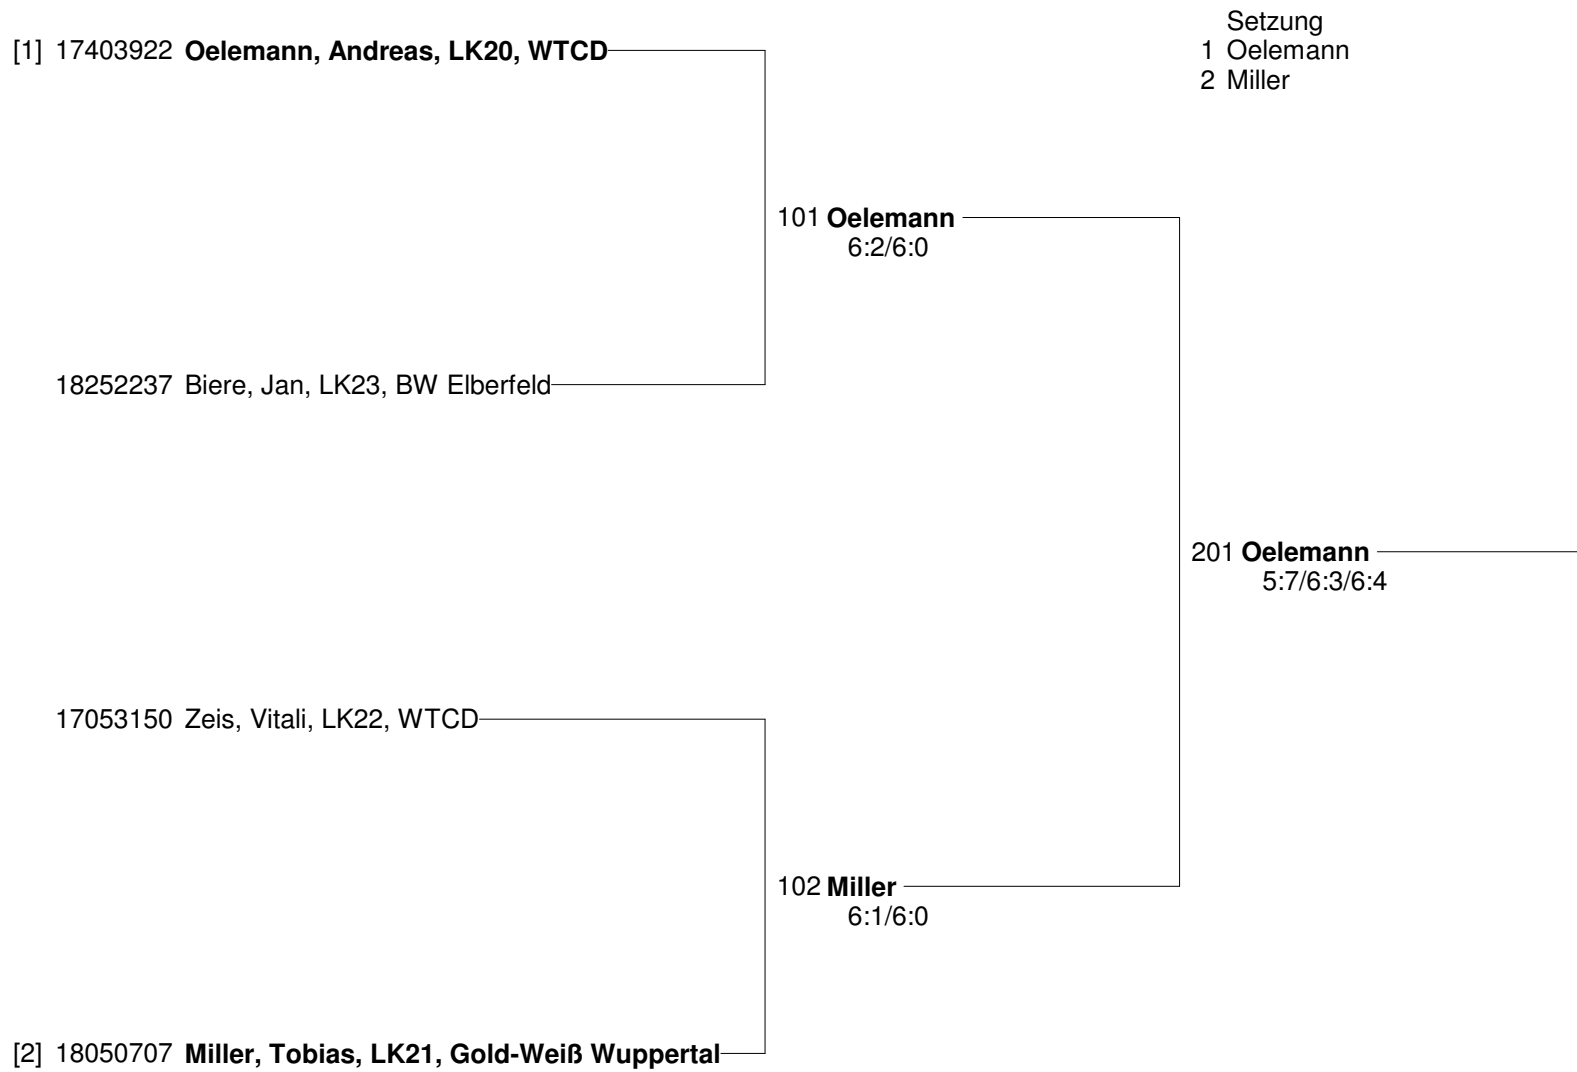 Setzung
[1] 17403922 Oelemann, Andreas, LK20, WTCD
1 Oelemann
2 Miller
101 Oelemann
6:2/6:0
18252237 Biere, Jan, LK23, BW Elberfeld
201 Oelemann
5:7/6:3/6:4
17053150 Zeis, Vitali, LK22, WTCD
102 Miller
6:1/6:0
[2] 18050707 Miller, Tobias, LK21, Gold-Weiß Wuppertal